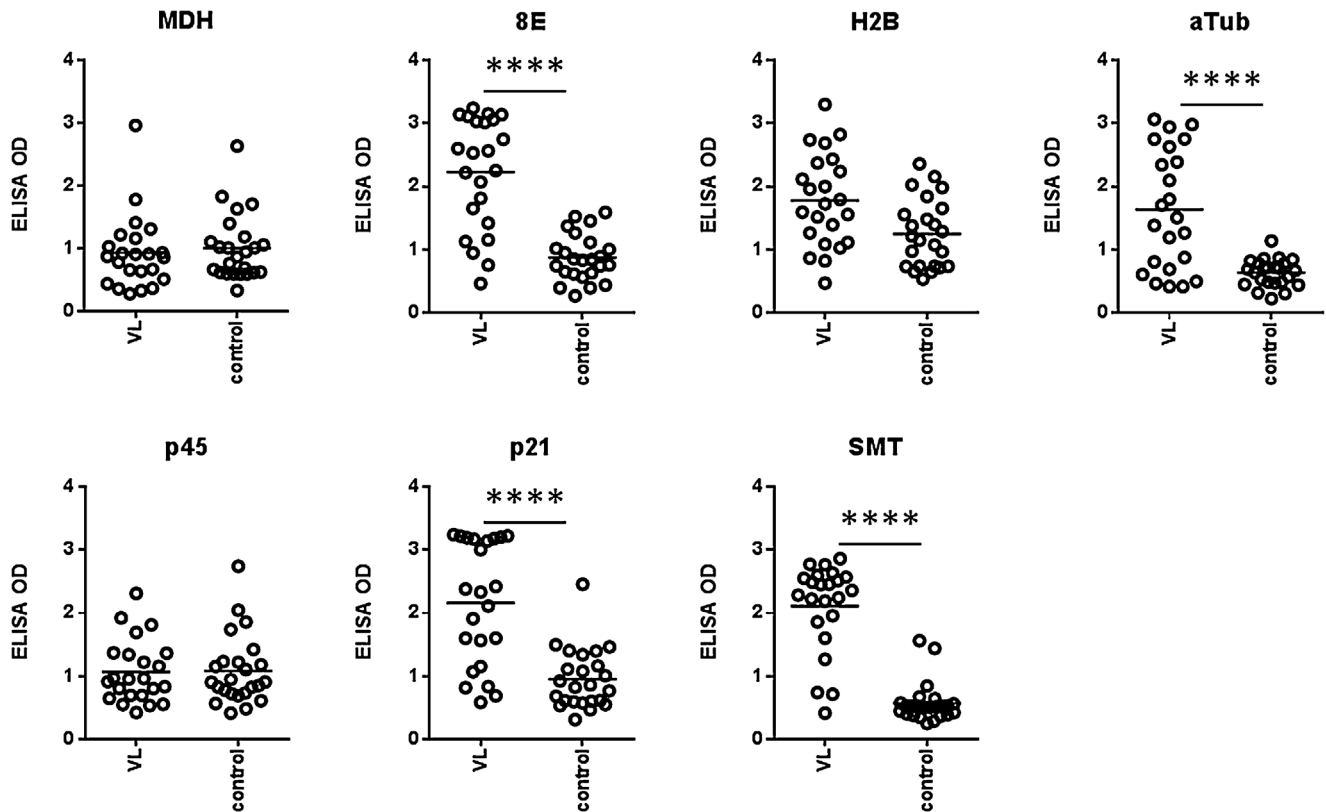 MDH
8E
H2B
aTub
ELISA OD
4
3
2
1
0
VL
control
ELISA OD
4
3
2
1
0
****
VL
control
ELISA OD
4
3
2
1
0
VL
control
ELISA OD
4
3
2
1
0
****
VL
control
p45
p21
SMT
ELISA OD
4
3
2
1
0
VL
control
ELISA OD
4
3
2
1
0
****
VL
control
ELISA OD
4
3
2
1
0
****
VL
control